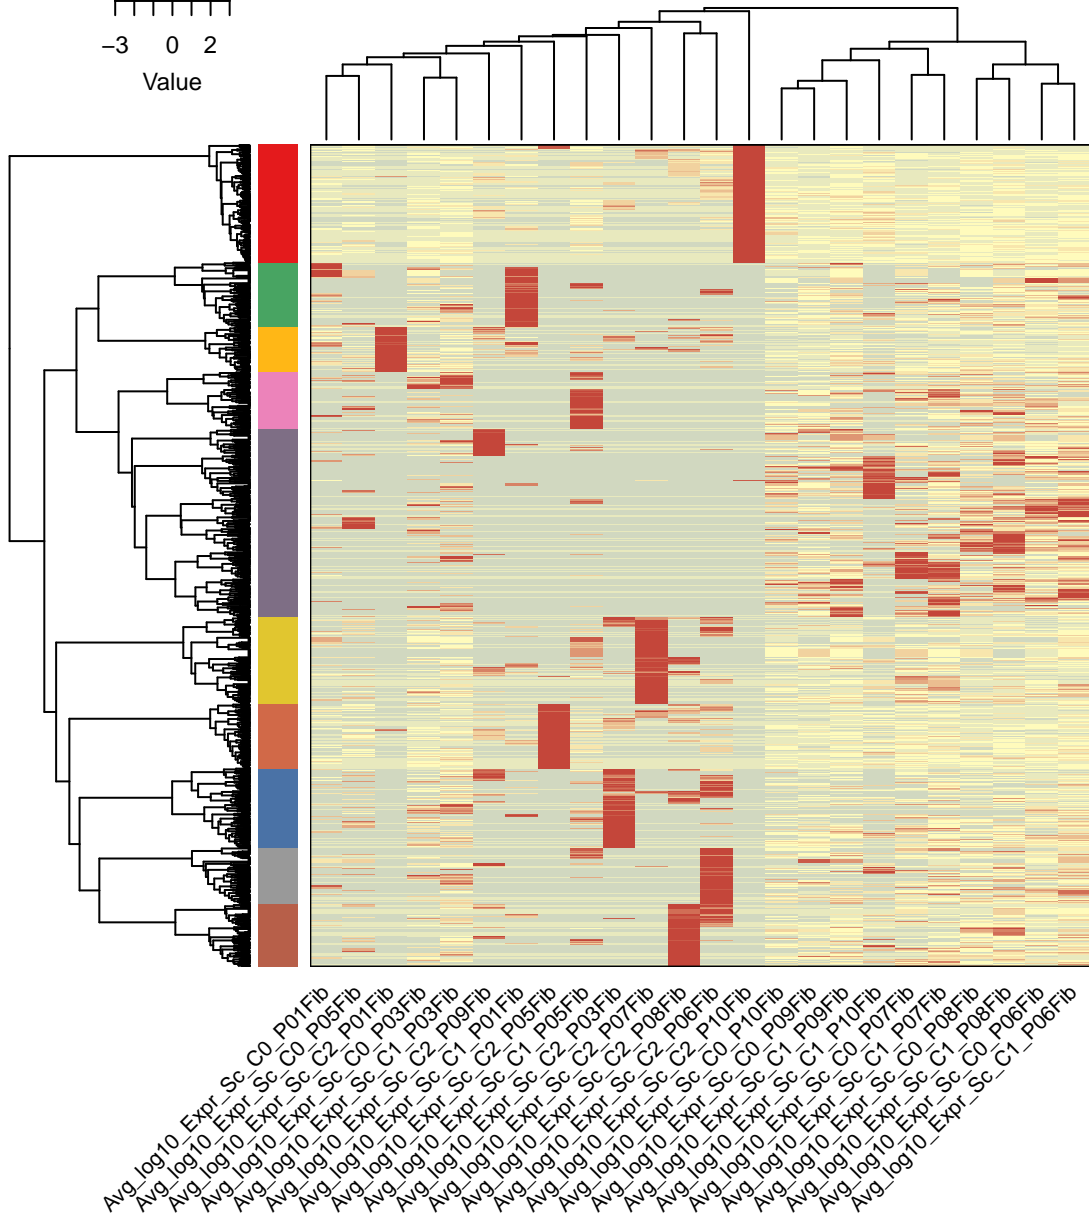 −3 0 2
Value
Avg_log10_Expr_Sc_C0_P01Fib
Avg_log10_Expr_Sc_C0_P05Fib
Avg_log10_Expr_Sc_C2_P01Fib
Avg_log10_Expr_Sc_C0_P03Fib
Avg_log10_Expr_Sc_C1_P03Fib
Avg_log10_Expr_Sc_C2_P09Fib
Avg_log10_Expr_Sc_C1_P01Fib
Avg_log10_Expr_Sc_C2_P05Fib
Avg_log10_Expr_Sc_C1_P05Fib
Avg_log10_Expr_Sc_C2_P03Fib
Avg_log10_Expr_Sc_C2_P07Fib
Avg_log10_Expr_Sc_C2_P08Fib
Avg_log10_Expr_Sc_C2_P06Fib
Avg_log10_Expr_Sc_C2_P10Fib
Avg_log10_Expr_Sc_C0_P10Fib
Avg_log10_Expr_Sc_C0_P09Fib
Avg_log10_Expr_Sc_C1_P09Fib
Avg_log10_Expr_Sc_C1_P10Fib
Avg_log10_Expr_Sc_C0_P07Fib
Avg_log10_Expr_Sc_C1_P07Fib
Avg_log10_Expr_Sc_C0_P08Fib
Avg_log10_Expr_Sc_C1_P08Fib
Avg_log10_Expr_Sc_C0_P06Fib
Avg_log10_Expr_Sc_C1_P06Fib